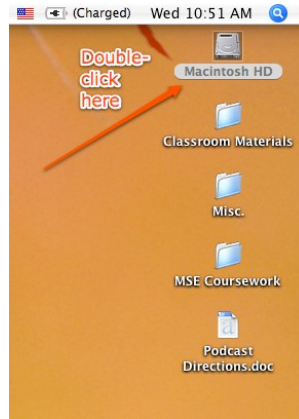 (Charged) Wed 10:51 AM
Double-
click
here
Macintosh HD
Classroom Materials
Misc.
MSE Coursework
Podcast
Directions.doc